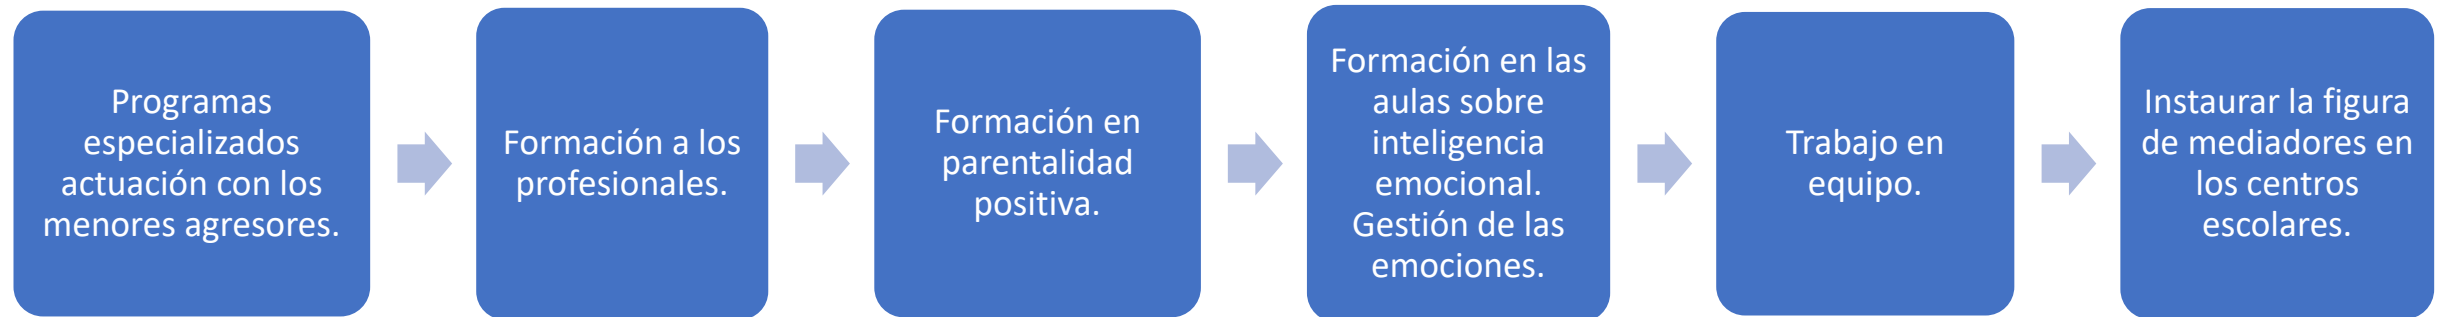 Programas
especializados
actuación con los
menores agresores.
Formación a los
profesionales.
Formación en
parentalidad
positiva.
Formación en las
aulas sobre
inteligencia
emocional.
Gestión de las
emociones.
Trabajo en
equipo.
Instaurar la figura
de mediadores en
los centros
escolares.